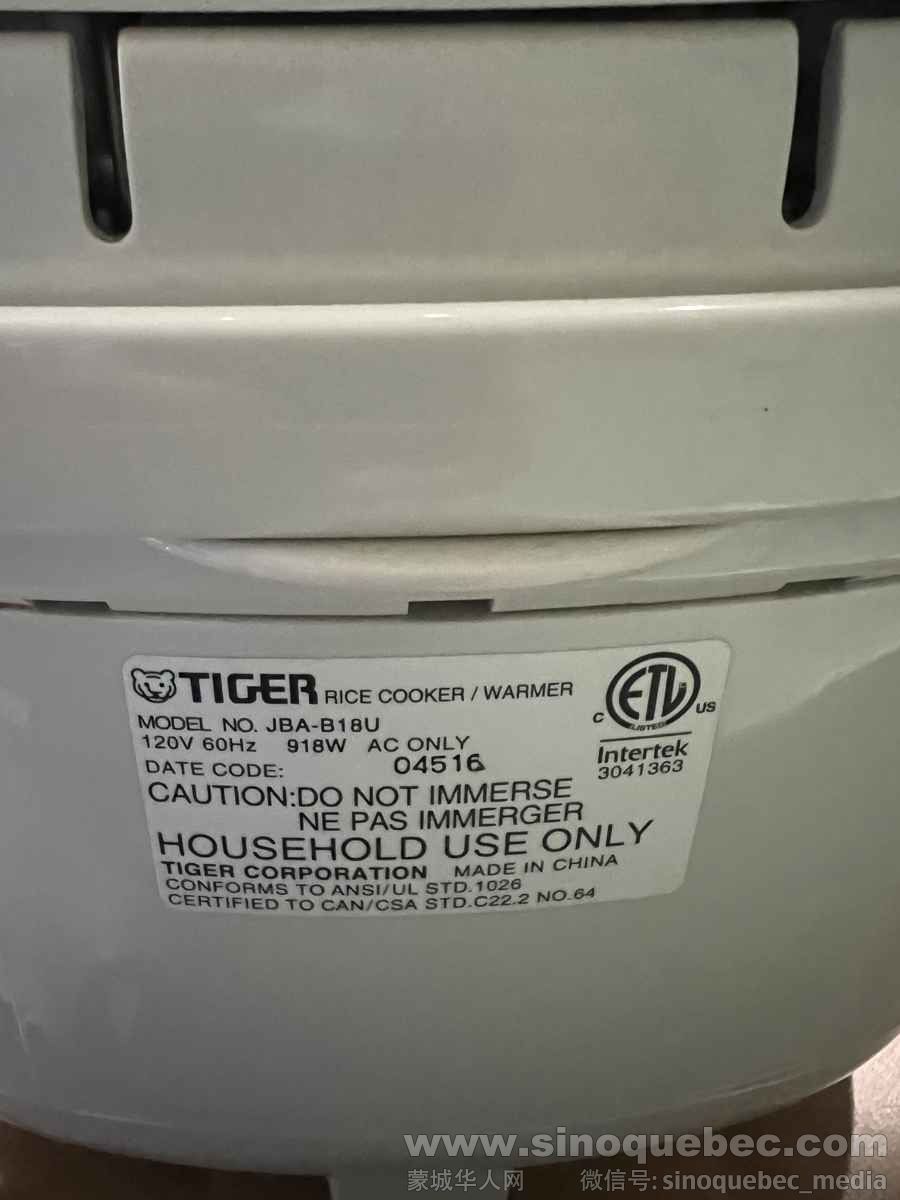 TIGER RICE COOKER / WARMER
MODEL NO. JBA-B18U
120V 60Hz 918W AC ONLY
DATE CODE: 04516
CAUTION:DO NOT IMMERSE
NE PAS IMMERGER
HOUSEHOLD USE ONLY
TIGER CORPORATION MADE IN CHINA
CONFORMS TO ANSI/UL STD.1026
CERTIFIED TO CAN/CSA STD.C22.2 NO.64
C ETL US
LISTED
Intertek
3041363
www.sinoquebec.com
蒙城华人网 微信号: sinoquebec_media